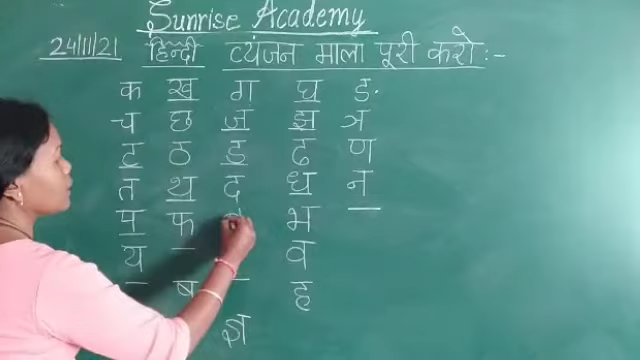 Sunrise Academy
24/11/21 हिन्दी व्यंजन माला पूरी करो :-
क ख ग घ ङ
च छ ज झ ञ
ट ठ ड ढ ण
त थ द ध न
प फ भ
य व
ष ह
ज्ञ